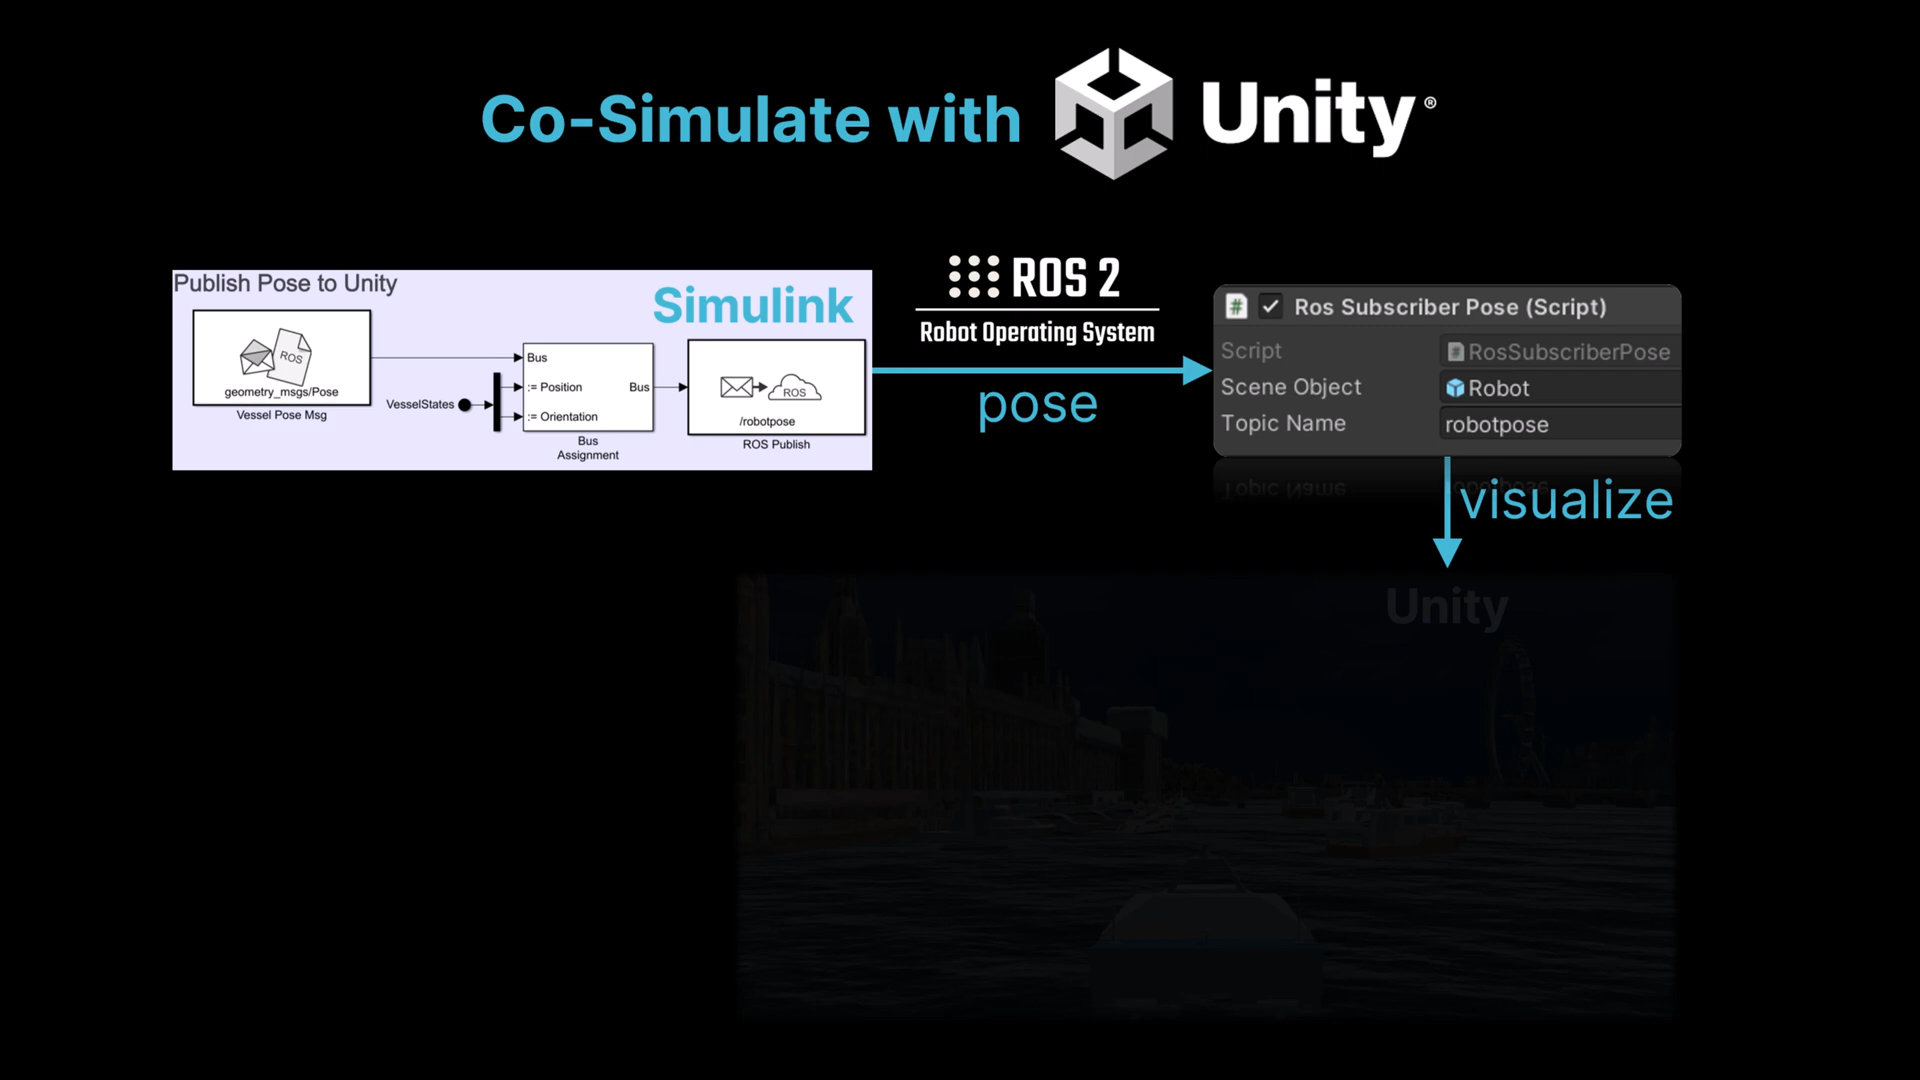 Co-Simulate with Unity®
Publish Pose to Unity
Simulink
ROS
geometry_msgs/Pose
Vessel Pose Msg
VesselStates
Bus
:= Position
:= Orientation
Bus
Bus
Assignment
ROS
/robotpose
ROS Publish
ROS 2
Robot Operating System
pose
# Ros Subscriber Pose (Script)
Script # RosSubscriberPose
Scene Object Robot
Topic Name robotpose
visualize
Unity